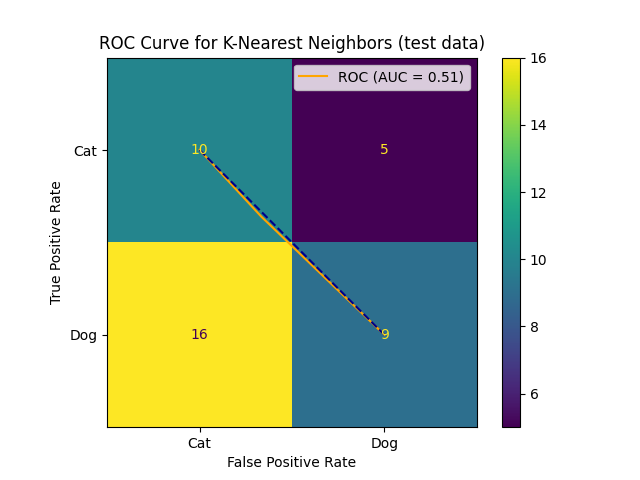 ROC Curve for K-Nearest Neighbors (test data)
ROC (AUC = 0.51)
True Positive Rate
Cat
Dog
10
5
16
9
Cat
Dog
False Positive Rate
16
14
12
10
8
6